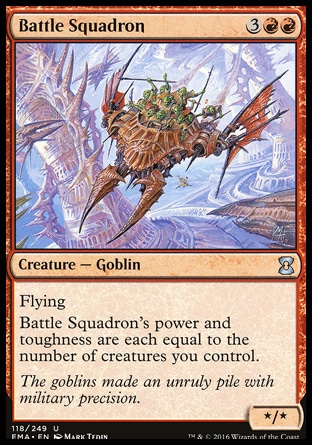 Battle Squadron 3
Creature — Goblin
Flying
Battle Squadron's power and
toughness are each equal to the
number of creatures you control.
The goblins made an unruly pile with
military precision.
*/*
118/249 U
EMA • EN Mark Tedin
™ & © 2016 Wizards of the Coast